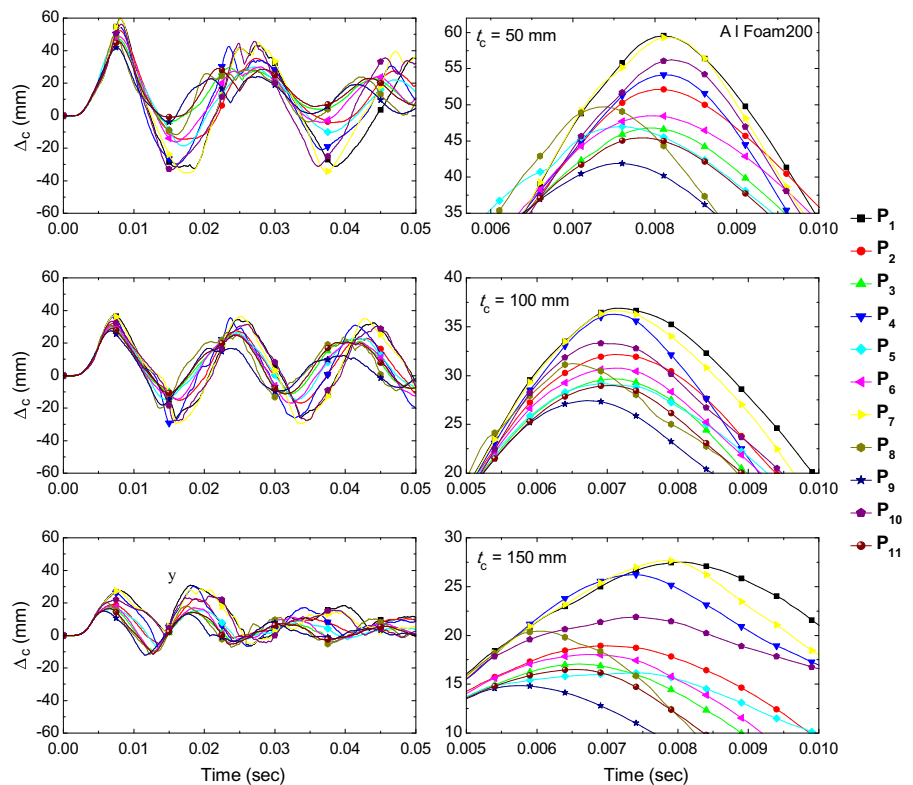 60
40
20
0
-20
-40
-60
Δc (mm)
0.00 0.01 0.02 0.03 0.04 0.05
tc = 50 mm
A l Foam200
60
55
50
45
40
35
0.006 0.007 0.008 0.009 0.010
60
40
20
0
-20
-40
60
Δc (mm)
0.00 0.01 0.02 0.03 0.04 0.05
tc = 100 mm
40
35
30
25
20
0.005 0.006 0.007 0.008 0.009 0.010
60
40
20
0
-20
-40
60
Δc (mm)
y
0.00 0.01 0.02 0.03 0.04 0.05
Time (sec)
tc = 150 mm
30
25
20
15
10
0.005 0.006 0.007 0.008 0.009 0.010
Time (sec)
P1
P2
P3
P4
P5
P6
P7
P8
P9
P10
P11